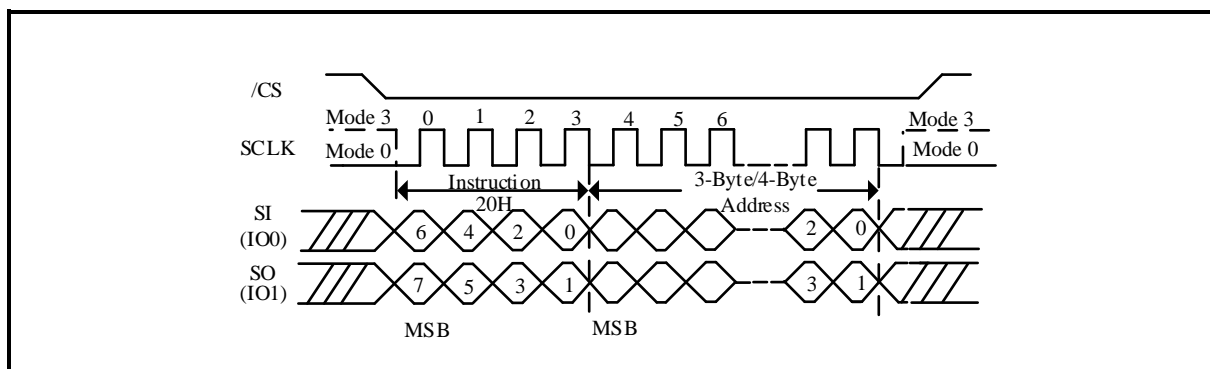 /CS
Mode 3 0 1 2 3 4 5 6 Mode 3
SCLK Mode 0 Mode 0
Instruction 3-Byte/4-Byte
20H Address
SI
(IO0) 6 4 2 0 2 0
SO
(IO1) 7 5 3 1 3 1
MSB MSB